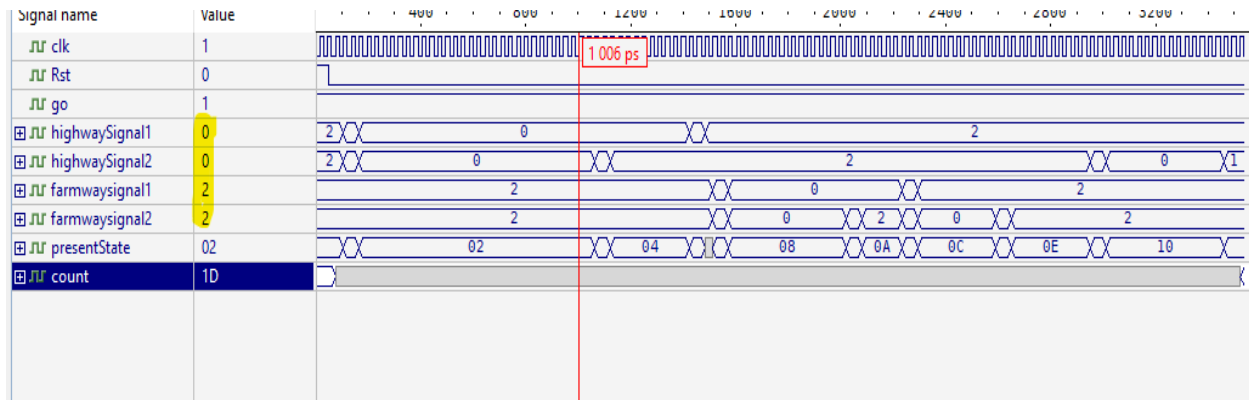 Signal name Value 400 800 1200 1600 2000 2400 2800 3200
clk 1 1 006 ps
Rst 0
go 1
highwaySignal1 0 2 0 2
highwaySignal2 0 2 0 2 0 1
farmwaysignal1 2 2 0 2
farmwaysignal2 2 2 0 2 0 2
presentState 02 02 04 08 0A 0C 0E 10
count 1D